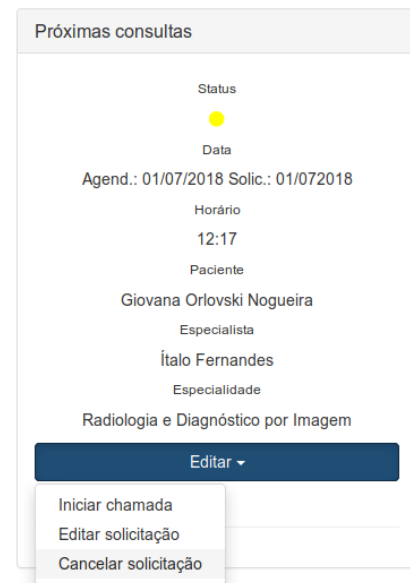 Próximas consultas
Status
Data
Agend.: 01/07/2018 Solic.: 01/072018
Horário
12:17
Paciente
Giovana Orlovski Nogueira
Especialista
Ítalo Fernandes
Especialidade
Radiologia e Diagnóstico por Imagem
Editar
Iniciar chamada
Editar solicitação
Cancelar solicitação